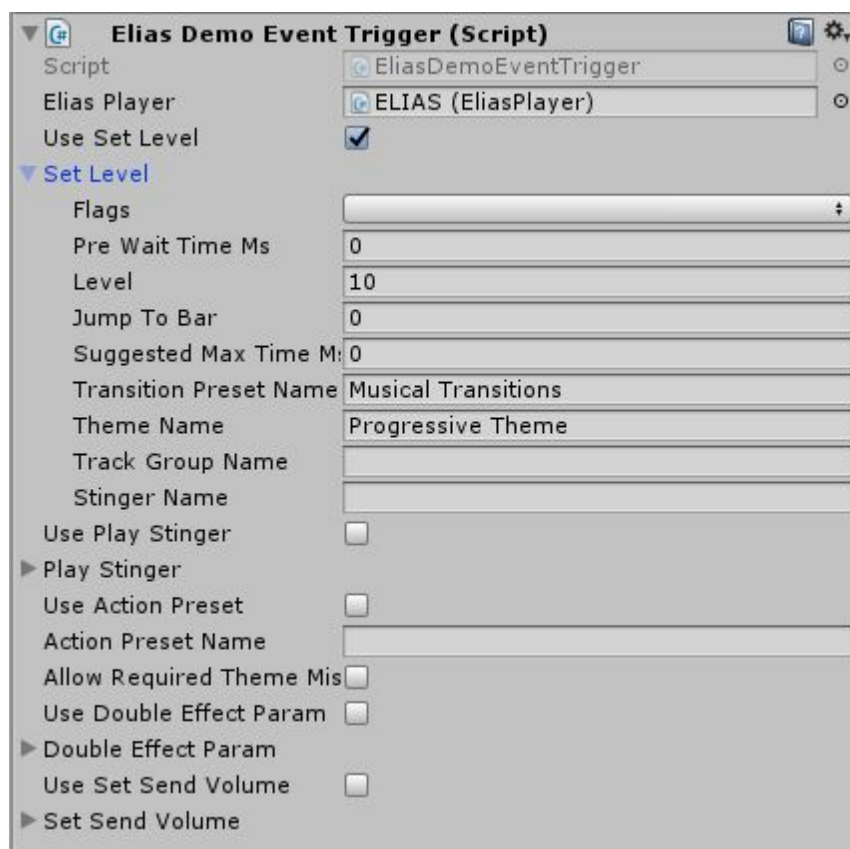 Elias Demo Event Trigger (Script)
Script EliasDemoEventTrigger
Elias Player ELIAS (EliasPlayer)
Use Set Level
Set Level
Flags
Pre Wait Time Ms 0
Level 10
Jump To Bar 0
Suggested Max Time M 0
Transition Preset Name Musical Transitions
Theme Name Progressive Theme
Track Group Name
Stinger Name
Use Play Stinger
Play Stinger
Use Action Preset
Action Preset Name
Allow Required Theme Mis
Use Double Effect Param
Double Effect Param
Use Set Send Volume
Set Send Volume